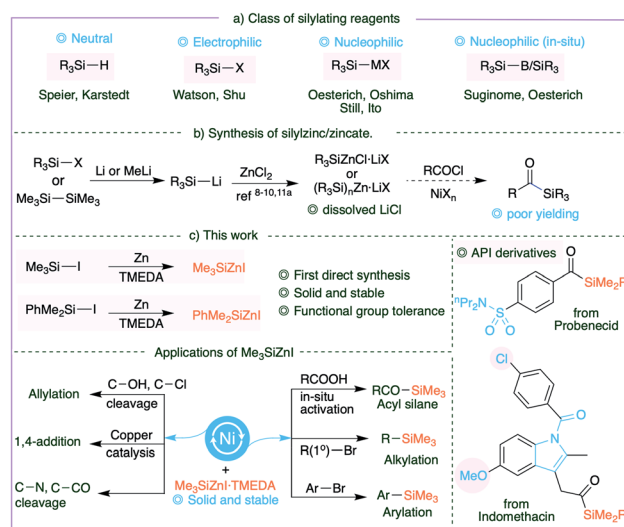 a) Class of silylating reagents
◎ Neutral
◎ Electrophilic
◎ Nucleophilic
◎ Nucleophilic (in-situ)
R₃Si—H
R₃Si—X
R₃Si—MX
R₃Si—B/SiR₃
Speier, Karstedt
Watson, Shu
Oesterich, Oshima
Still, Ito
Suginome, Oesterich
b) Synthesis of silylzinc/zincate.
R₃Si—X
or
Me₃Si—SiMe₃
Li or MeLi
R₃Si—Li
ZnCl₂
ref ⁸⁻¹⁰,¹¹ᵃ
R₃SiZnCl·LiX
or
(R₃Si)ₙZn·LiX
◎ dissolved LiCl
RCOCl
NiXₙ
O
R
SiR₃
◎ poor yielding
c) This work
Me₃Si—I
Zn
TMEDA
Me₃SiZnI
PhMe₂Si—I
Zn
TMEDA
PhMe₂SiZnI
◎ First direct synthesis
◎ Solid and stable
◎ Functional group tolerance
◎ API derivatives
O
SiMe₂R
ⁿPr₂N
S
O
O
from
Probenecid
Cl
O
N
MeO
O
SiMe₂R
from
Indomethacin
Applications of Me₃SiZnI
Allylation
C—OH, C—Cl
cleavage
1,4-addition
Copper
catalysis
C—N, C—CO
cleavage
Ni
+
Me₃SiZnI·TMEDA
◎ Solid and stable
RCOOH
in-situ
activation
RCO—SiMe₃
Acyl silane
R(1º)—Br
R—SiMe₃
Alkylation
Ar—Br
Ar—SiMe₃
Arylation